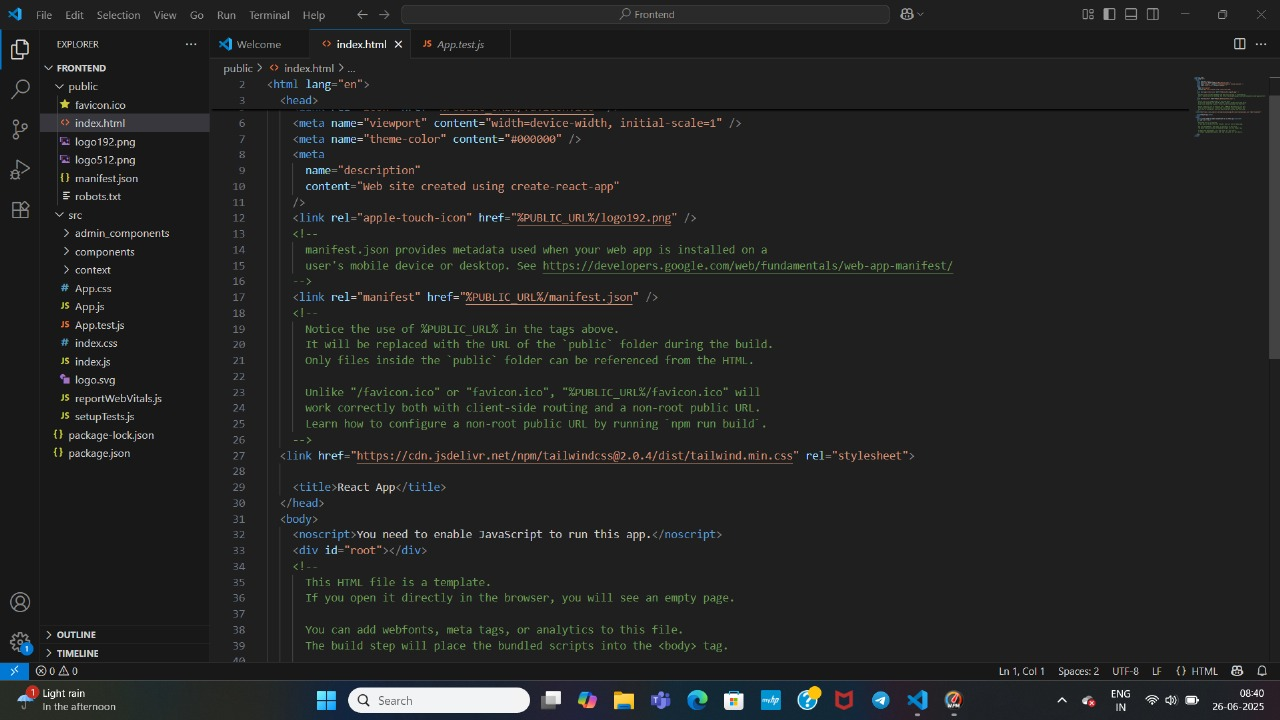 File Edit Selection View Go Run Terminal Help
Frontend
EXPLORER
Welcome
index.html
JS App.test.js
FRONTEND
public > index.html > ...
public
favicon.ico
index.html
logo192.png
logo512.png
{} manifest.json
robots.txt
src
admin_components
components
context
# App.css
JS App.js
JS App.test.js
# index.css
JS index.js
logo.svg
JS reportWebVitals.js
JS setupTests.js
{} package-lock.json
{} package.json
OUTLINE
TIMELINE
2 <html lang="en">
3 <head>
6 <meta name="viewport" content="width=device-width, initial-scale=1" />
7 <meta name="theme-color" content="#000000" />
8 <meta
9 name="description"
10 content="Web site created using create-react-app"
11 />
12 <link rel="apple-touch-icon" href="%PUBLIC_URL%/logo192.png" />
13 <!--
14 manifest.json provides metadata used when your web app is installed on a
15 user's mobile device or desktop. See https://developers.google.com/web/fundamentals/web-app-manifest/
16 -->
17 <link rel="manifest" href="%PUBLIC_URL%/manifest.json" />
18 <!--
19 Notice the use of %PUBLIC_URL% in the tags above.
20 It will be replaced with the URL of the `public` folder during the build.
21 Only files inside the `public` folder can be referenced from the HTML.
22
23 Unlike "/favicon.ico" or "favicon.ico", "%PUBLIC_URL%/favicon.ico" will
24 work correctly both with client-side routing and a non-root public URL.
25 Learn how to configure a non-root public URL by running `npm run build`.
26 -->
27 <link href="https://cdn.jsdelivr.net/npm/tailwindcss@2.0.4/dist/tailwind.min.css" rel="stylesheet">
28
29 <title>React App</title>
30 </head>
31 <body>
32 <noscript>You need to enable JavaScript to run this app.</noscript>
33 <div id="root"></div>
34 <!--
35 This HTML file is a template.
36 If you open it directly in the browser, you will see an empty page.
37
38 You can add webfonts, meta tags, or analytics to this file.
39 The build step will place the bundled scripts into the <body> tag.
40
1
0 0
Ln 1, Col 1 Spaces: 2 UTF-8 LF {} HTML
1
Light rain
In the afternoon
Search
ENG
IN
08:40
26-06-2025